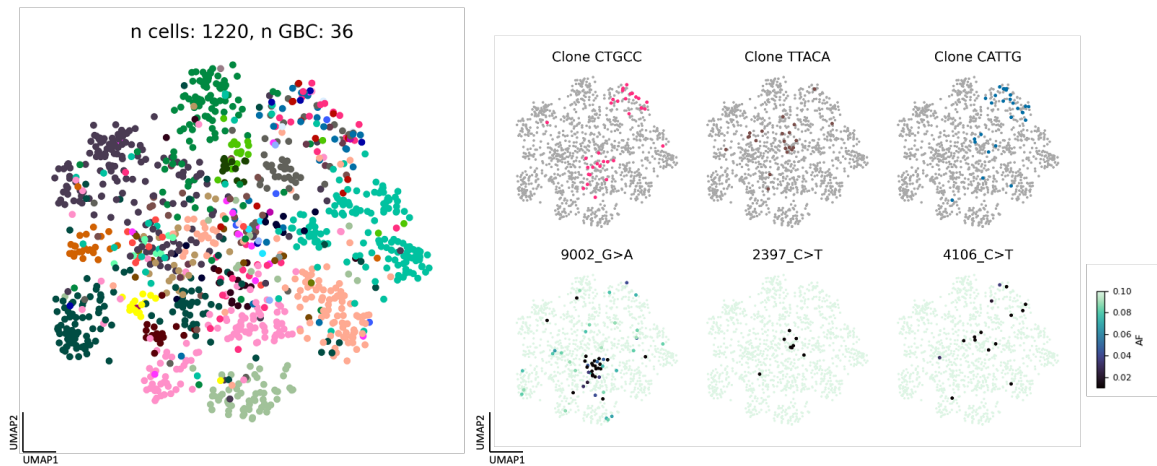 n cells: 1220, n GBC: 36
UMAP2
UMAP1
Clone CTGCC
Clone TTACA
Clone CATTG
9002_G>A
2397_C>T
4106_C>T
UMAP2
UMAP1
0.10
0.08
0.06
0.04
0.02
AF